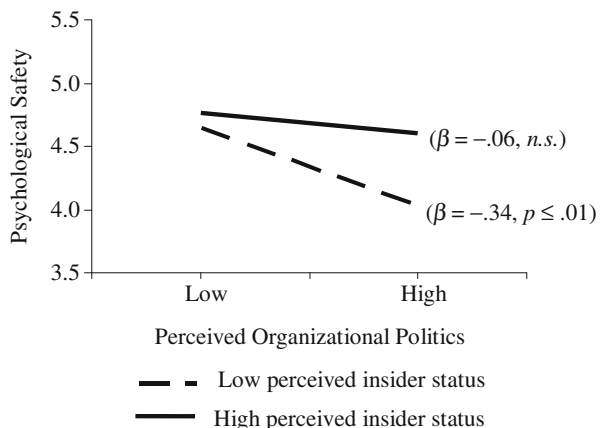 5.5
5.0
4.5
4.0
3.5
Psychological Safety
(β = −.06, n.s.)
(β = −.34, p ≤ .01)
Low High
Perceived Organizational Politics
Low perceived insider status
High perceived insider status